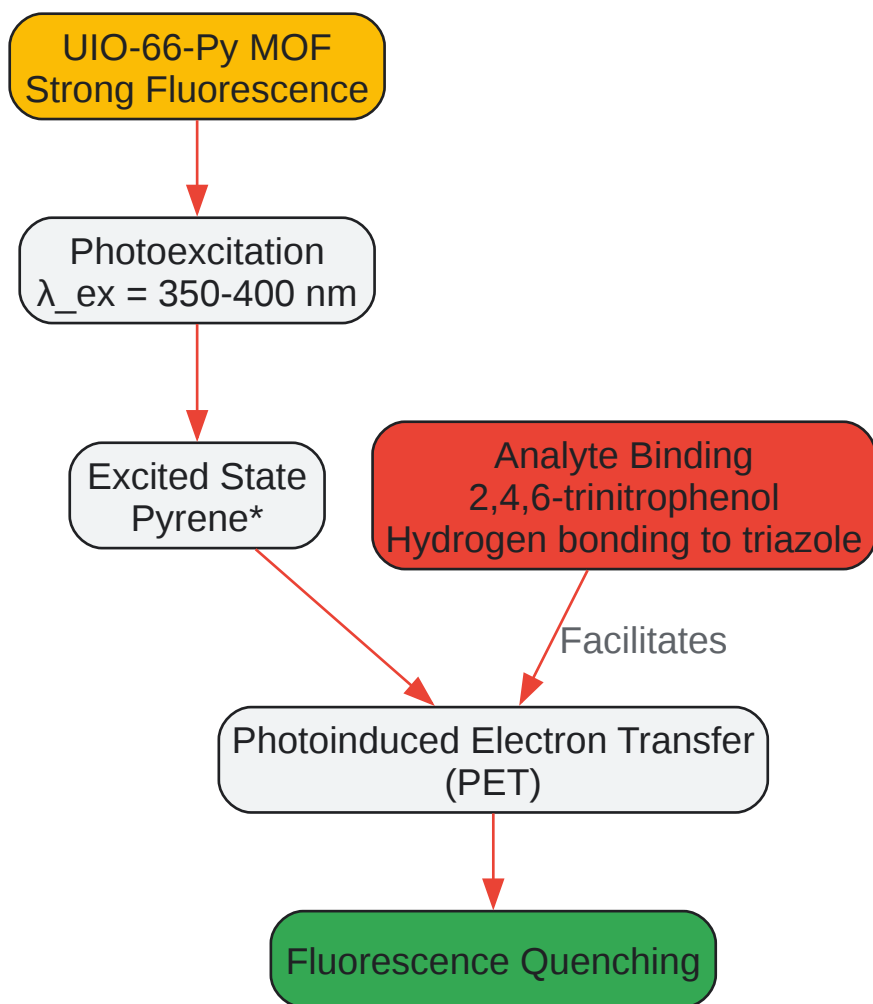 UIO-66-Py MOF
Strong Fluorescence
Photoexcitation
λ_ex = 350-400 nm
Excited State
Pyrene*
Analyte Binding
2,4,6-trinitrophenol
Hydrogen bonding to triazole
Facilitates
Photoinduced Electron Transfer
(PET)
Fluorescence Quenching